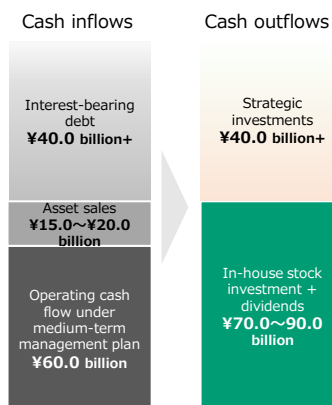 Cash inflows
Cash outflows
Interest-bearing
debt
¥40.0 billion+
Strategic
investments
¥40.0 billion+
Asset sales
¥15.0～¥20.0
billion
Operating cash
flow under
medium-term
management plan
¥60.0 billion
In-house stock
investment +
dividends
¥70.0～90.0
billion